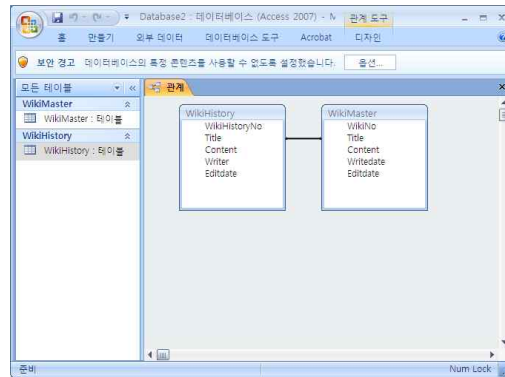 Database2 : 데이터베이스 (Access 2007) - M
관계 도구
홈 만들기 외부 데이터 데이터베이스 도구 Acrobat 디자인
보안 경고 데이터베이스의 특정 콘텐츠를 사용할 수 없도록 설정했습니다. 옵션...
모든 테이블
WikiMaster
WikiMaster : 테이블
WikiHistory
WikiHistory : 테이블
관계
WikiHistory
WikiHistoryNo
Title
Content
Writer
Editdate
WikiMaster
WikiNo
Title
Content
Writedate
Editdate
준비
Num Lock